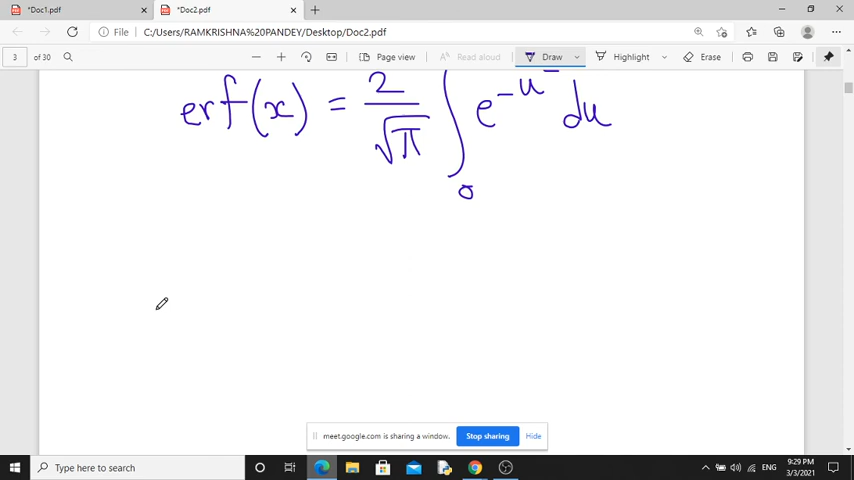 *Doc1.pdf
*Doc2.pdf
File
C:/Users/RAMKRISHNA%20PANDEY/Desktop/Doc2.pdf
3 of 30
Page view
Read aloud
Draw
Highlight
Erase
erf(x) = 2/√π ∫₀ e^-u² du
meet.google.com is sharing a window.
Stop sharing
Hide
Type here to search
ENG
9:29 PM
3/3/2021